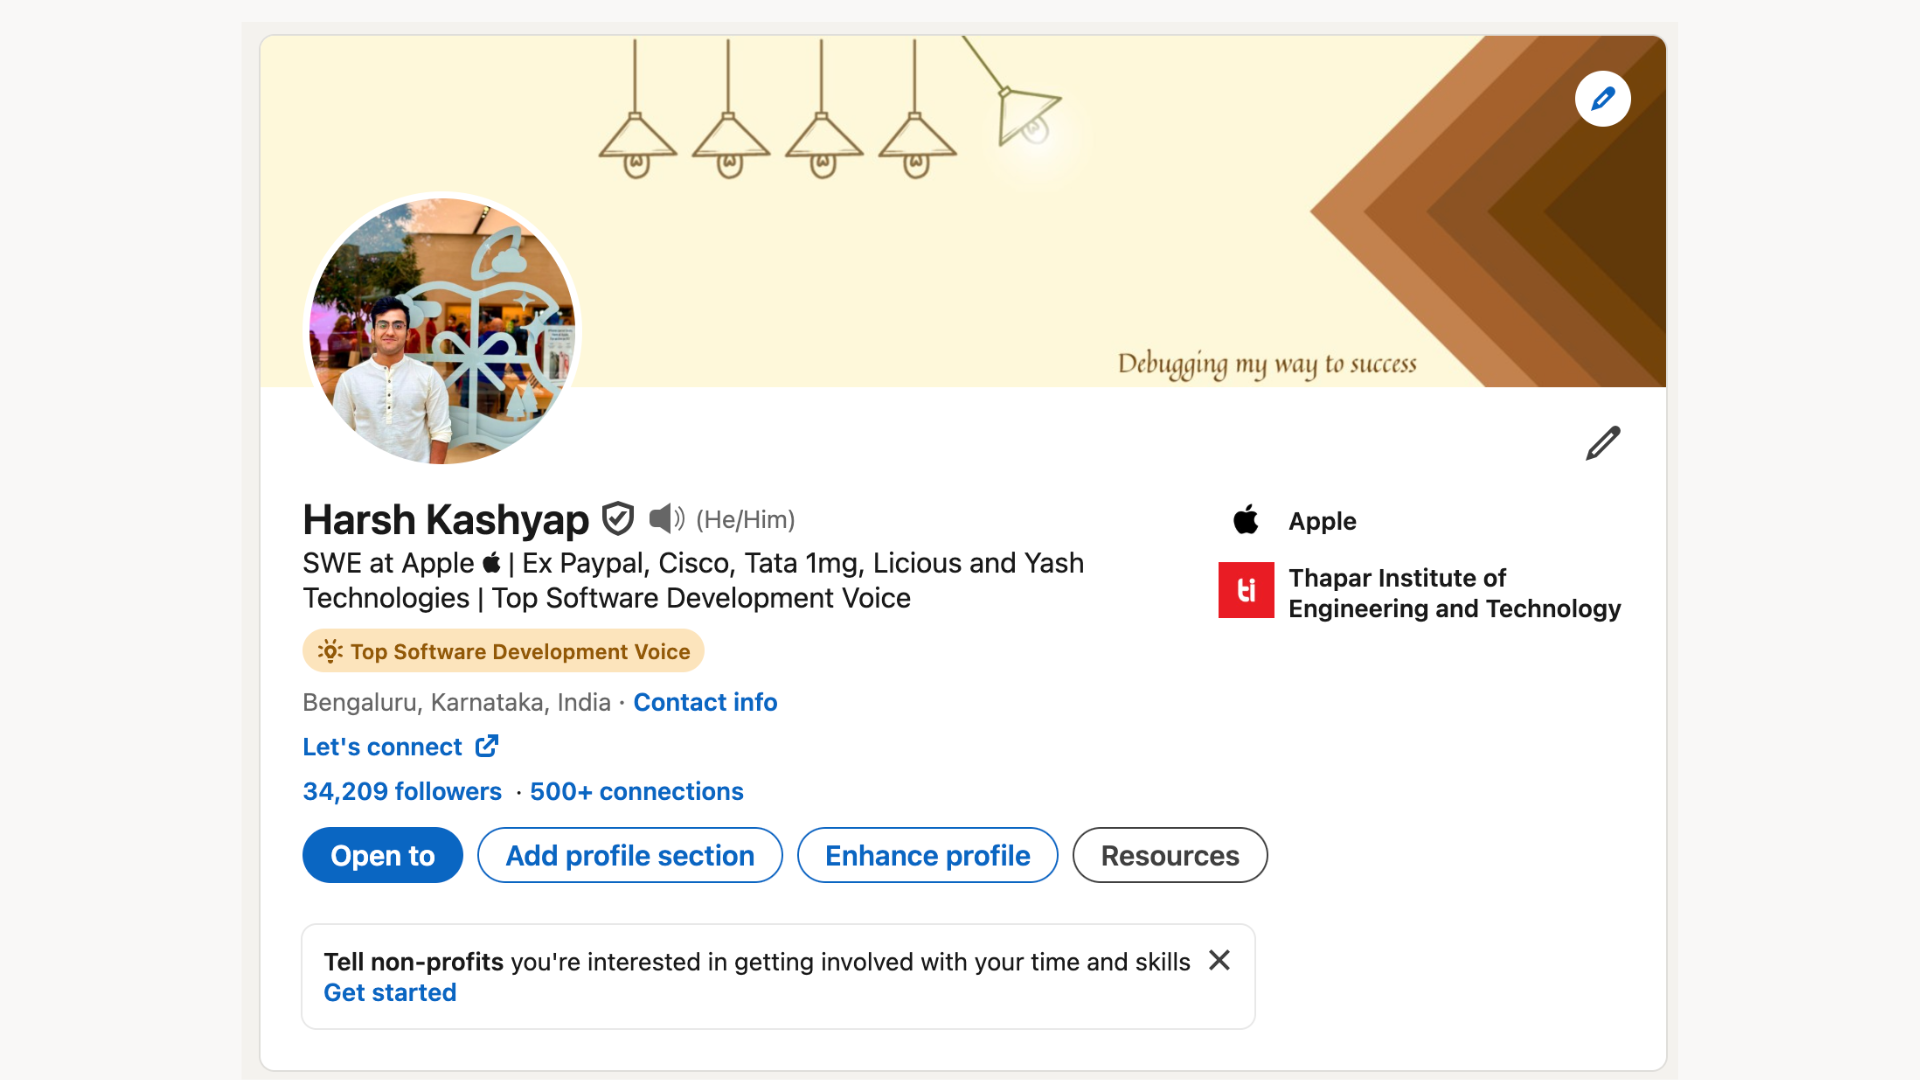 Debugging my way to success
Harsh Kashyap (He/Him)
SWE at Apple | Ex Paypal, Cisco, Tata 1mg, Licious and Yash
Technologies | Top Software Development Voice
Top Software Development Voice
Bengaluru, Karnataka, India · Contact info
Let's connect
34,209 followers · 500+ connections
Open to
Add profile section
Enhance profile
Resources
Apple
ti
Thapar Institute of
Engineering and Technology
Tell non-profits you're interested in getting involved with your time and skills
Get started